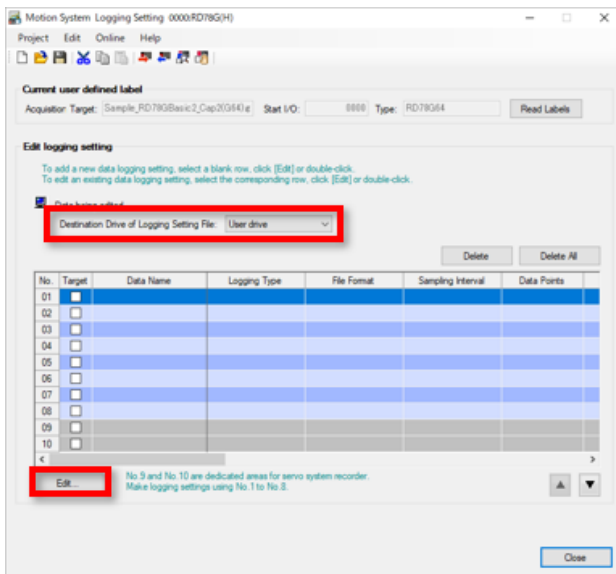 Motion System Logging Setting 0000:RD78G(H)
Project Edit Online Help
Current user defined label
Acquisition Target: Sample_RD78GBasic2_Cap2(G64).g Start I/O: 0000 Type: RD78G64 Read Labels
Edit logging setting
To add a new data logging setting, select a blank row, click [Edit] or double-click.
To edit an existing data logging setting, select the corresponding row, click [Edit] or double-click.
Data being edited
Destination Drive of Logging Setting File: User drive
Delete Delete All
No. Target Data Name Logging Type File Format Sampling Interval Data Points
01
02
03
04
05
06
07
08
09
10
Edit...
No.9 and No.10 are dedicated areas for servo system recorder.
Make logging settings using No.1 to No.8.
Close